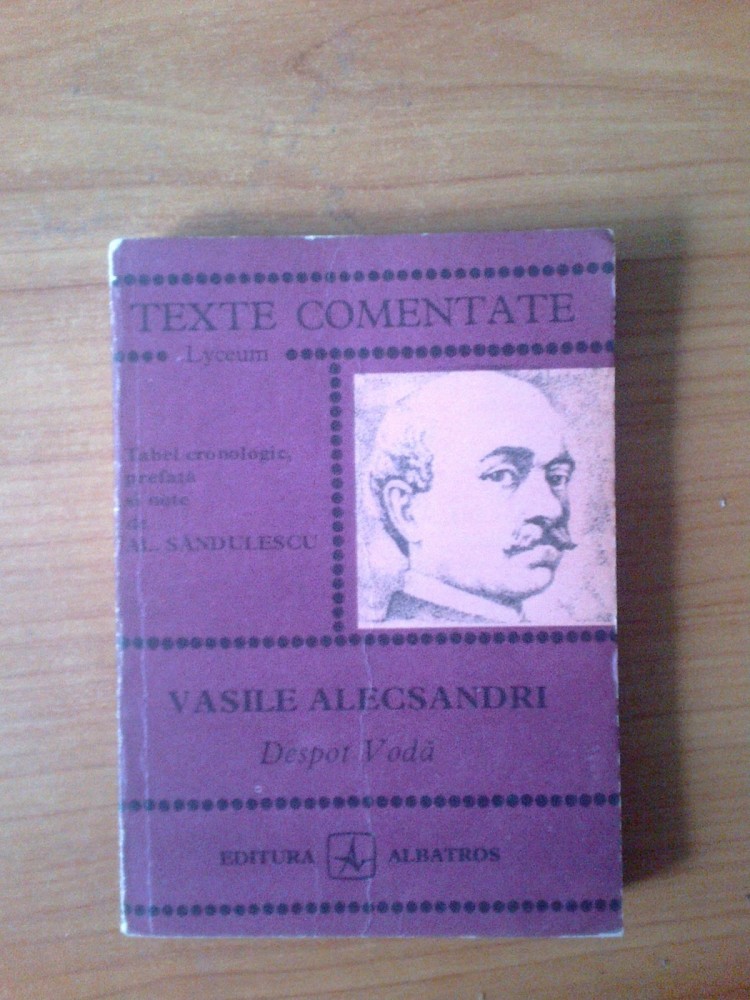 TEXTE COMENTATE
Lyceum
Tabel cronologic,
prefață
și note
de
AL. SĂNDULESCU
VASILE ALECSANDRI
Despot Vodă
EDITURA ALBATROS